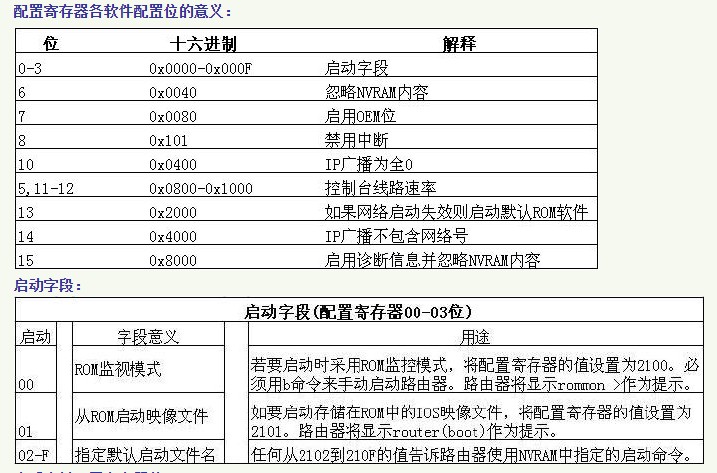 配置寄存器各软件配置位的意义：
位 十六进制 解释
0-3 0x0000-0x000F 启动字段
6 0x0040 忽略NVRAM内容
7 0x0080 启用OEM位
8 0x101 禁用中断
10 0x0400 IP广播为全0
5,11-12 0x0800-0x1000 控制台线路速率
13 0x2000 如果网络启动失效则启动默认ROM软件
14 0x4000 IP广播不包含网络号
15 0x8000 启用诊断信息并忽略NVRAM内容
启动字段：
启动字段(配置寄存器00-03位)
启动 字段意义 用途
00 ROM监视模式 若要启动时采用ROM监控模式，将配置寄存器的值设置为2100。必
须用b命令来手动启动路由器。路由器将显示rommon >作为提示。
01 从ROM启动映像文件 如要启动存储在ROM中的IOS映像文件，将配置寄存器的值设置为
2101。路由器将显示router(boot)作为提示。
02-F 指定默认启动文件名 任何从2102到210F的值告诉路由器使用NVRAM中指定的启动命令。